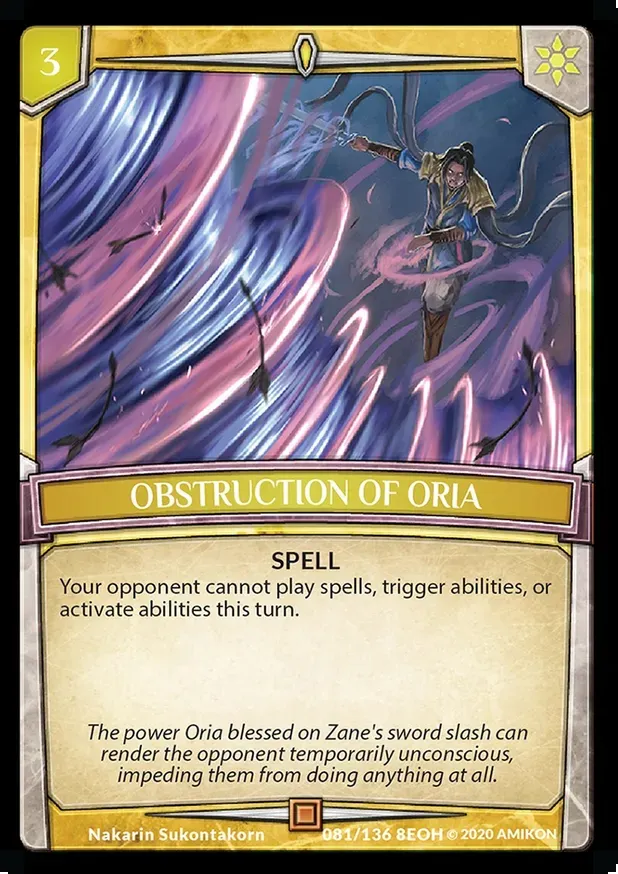 3
OBSTRUCTION OF ORIA
SPELL
Your opponent cannot play spells, trigger abilities, or
activate abilities this turn.
The power Oria blessed on Zane's sword slash can
render the opponent temporarily unconscious,
impeding them from doing anything at all.
Nakarin Sukontakorn 081/136 8EOH © 2020 AMIKON